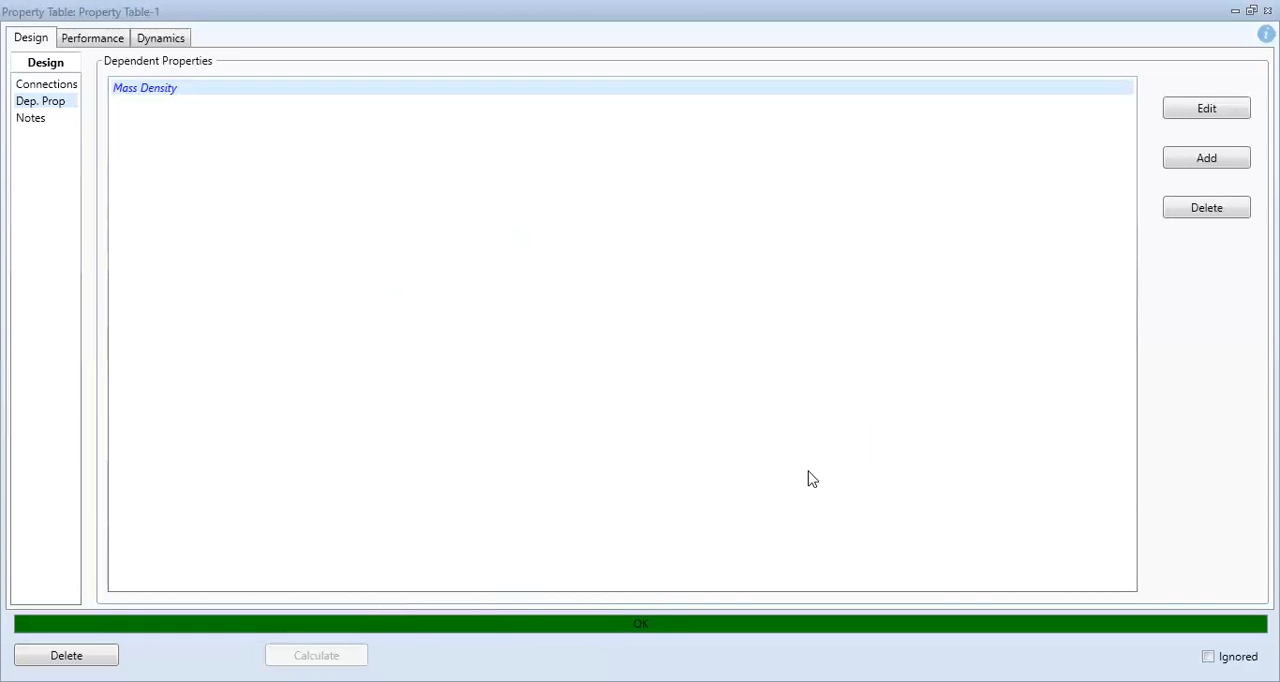 Property Table: Property Table-1
Design Performance Dynamics
Design
Connections
Dep. Prop
Notes
Dependent Properties
Mass Density
Edit
Add
Delete
OK
Delete Calculate Ignored